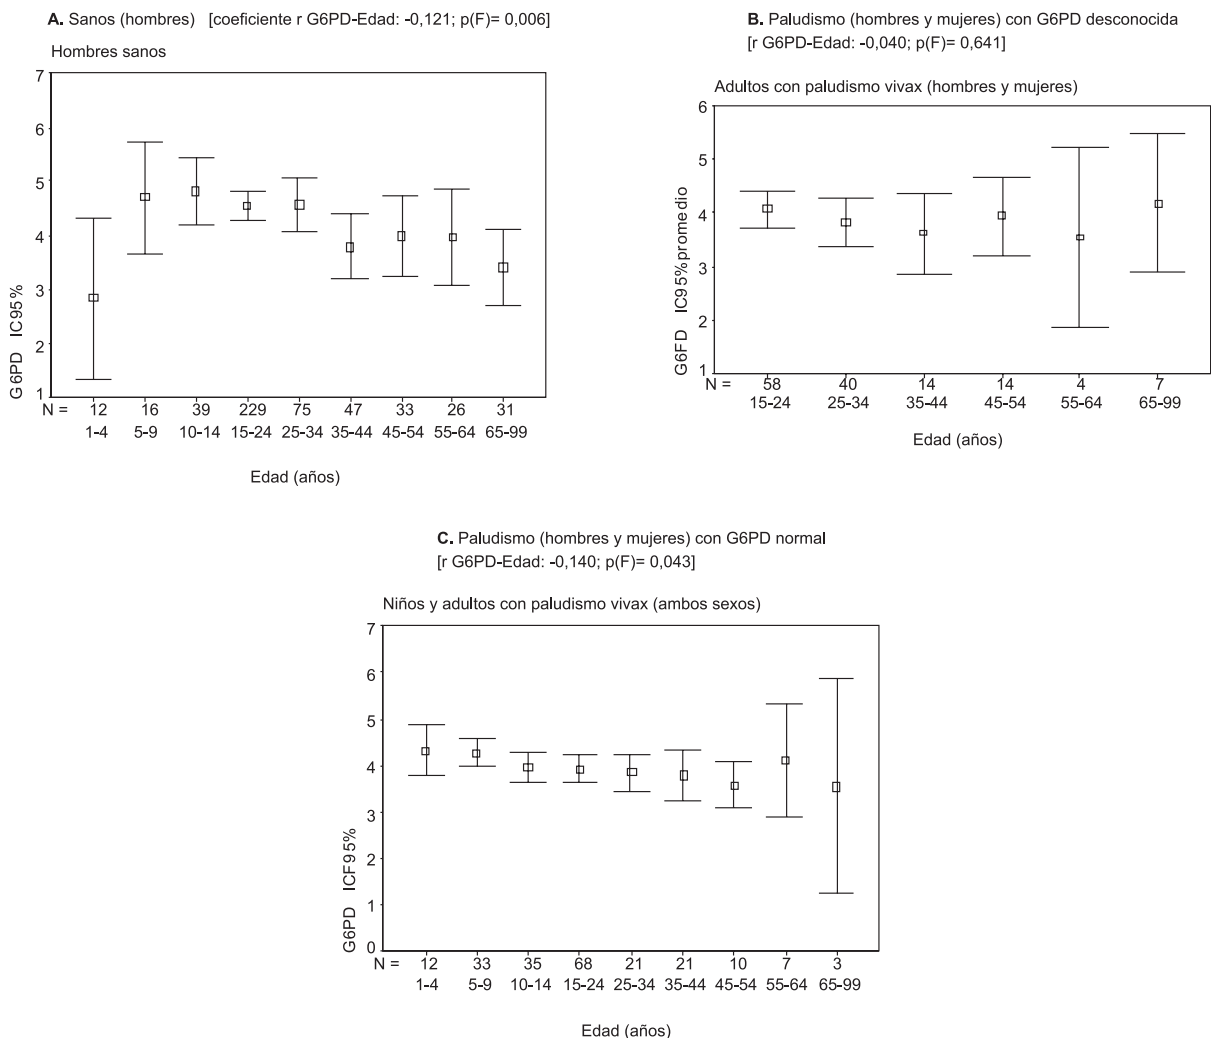 A. Sanos (hombres) [coeficiente r G6PD-Edad: -0,121; p(F)= 0,006]
Hombres sanos
7
6
5
4
3
2
1
G6PD IC95%
N = 12 16 39 229 75 47 33 26 31
1-4 5-9 10-14 15-24 25-34 35-44 45-54 55-64 65-99
Edad (años)
B. Paludismo (hombres y mujeres) con G6PD desconocida
[r G6PD-Edad: -0,040; p(F)= 0,641]
Adultos con paludismo vivax (hombres y mujeres)
6
5
4
3
2
1
G6FD IC95%promedio
N = 58 40 14 14 4 7
15-24 25-34 35-44 45-54 55-64 65-99
Edad (años)
C. Paludismo (hombres y mujeres) con G6PD normal
[r G6PD-Edad: -0,140; p(F)= 0,043]
Niños y adultos con paludismo vivax (ambos sexos)
7
6
5
4
3
2
1
0
G6PD ICF95%
N = 12 33 35 68 21 21 10 7 3
1-4 5-9 10-14 15-24 25-34 35-44 45-54 55-64 65-99
Edad (años)